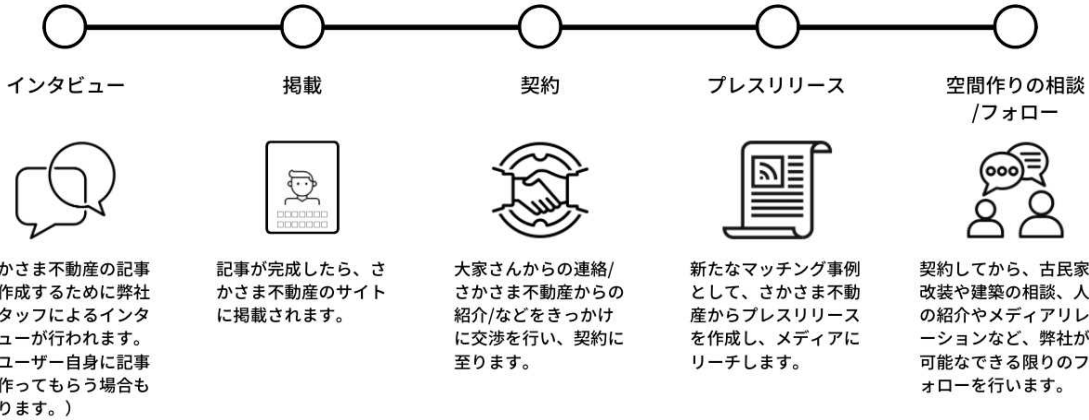 インタビュー
掲載
契約
プレスリリース
空間作りの相談
/フォロー
かさま不動産の記事
作成するために弊社
タッフによるインタ
ューが行われます。
ユーザー自身に記事
作ってもらう場合も
ります。）
記事が完成したら、さ
かさま不動産のサイト
に掲載されます。
大家さんからの連絡/
さかさま不動産からの
紹介/などをきっかけ
に交渉を行い、契約に
至ります。
新たなマッチング事例
として、さかさま不動
産からプレスリリース
を作成し、メディアに
リーチします。
契約してから、古民家
改装や建築の相談、人
の紹介やメディアリレ
ーションなど、弊社が
可能なできる限りのフ
ォローを行います。